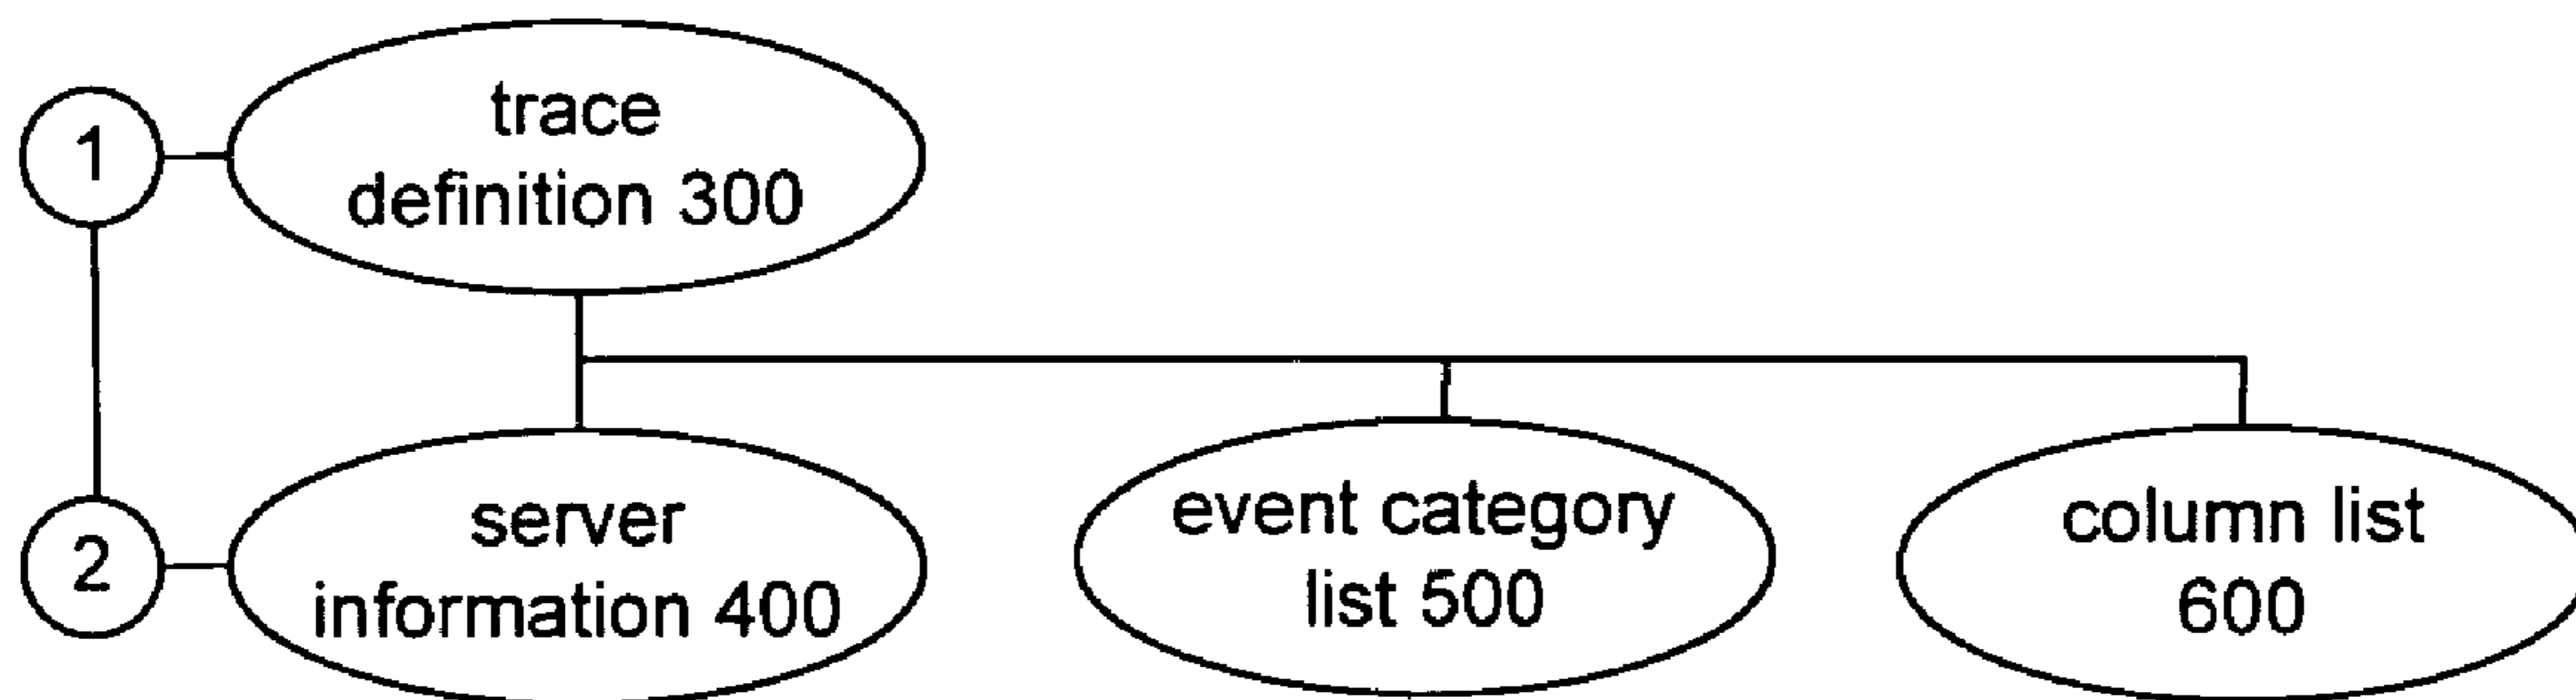 1
trace
definition 300
2
server
information 400
event category
list 500
column list
600